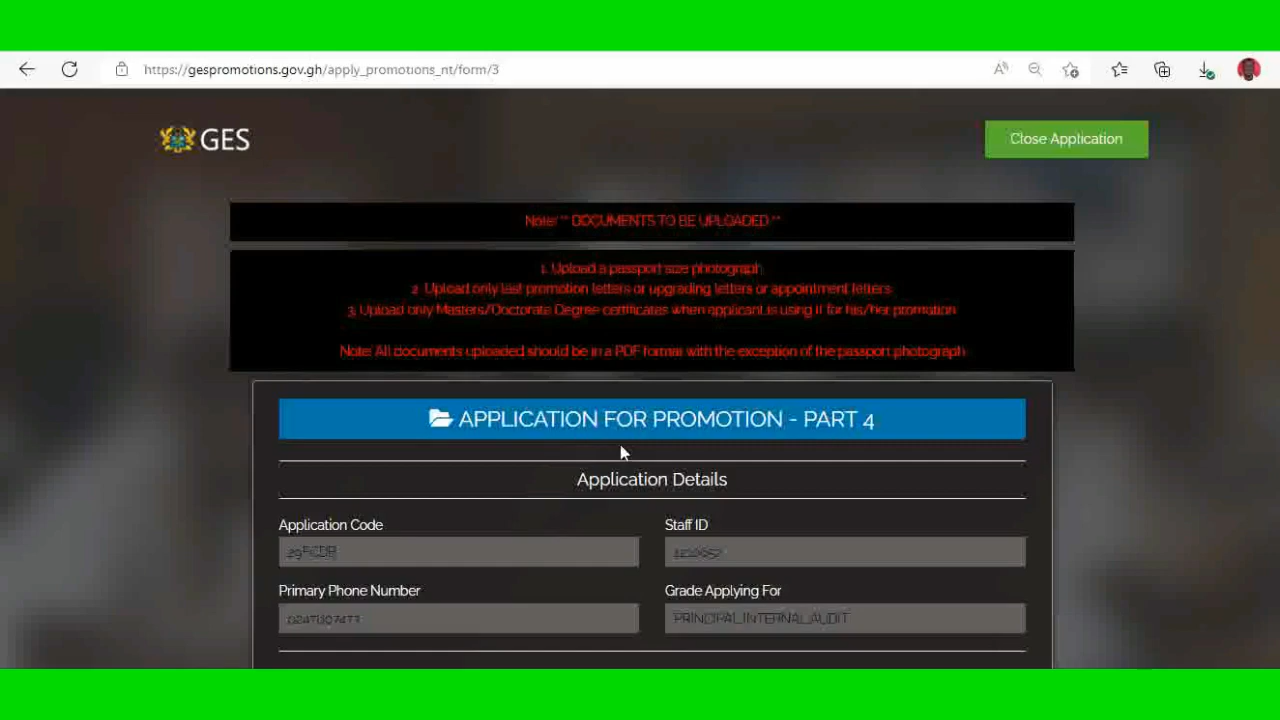 https://gespromotions.gov.gh/apply_promotions_nt/form/3
GES
Close Application
Note: ** DOCUMENTS TO BE UPLOADED **
1. Upload a passport size photograph
2. Upload only last promotion letters or upgrading letters or appointment letters
3. Upload only Masters/Doctorate Degree certificates when applicant is using it for his/her promotion
Note: All documents uploaded should be in a PDF format with the exception of the passport photograph
APPLICATION FOR PROMOTION - PART 4
Application Details
Application Code
Staff ID
Primary Phone Number
Grade Applying For
PRINCIPAL INTERNAL AUDIT